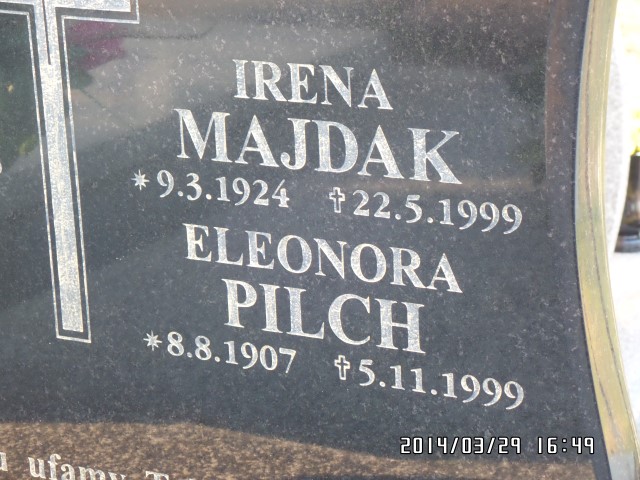 IRENA
MAJDAK
*9.3.1924 †22.5.1999
ELEONORA
PILCH
*8.8.1907 †5.11.1999
ufamy
2014/03/29 16:49